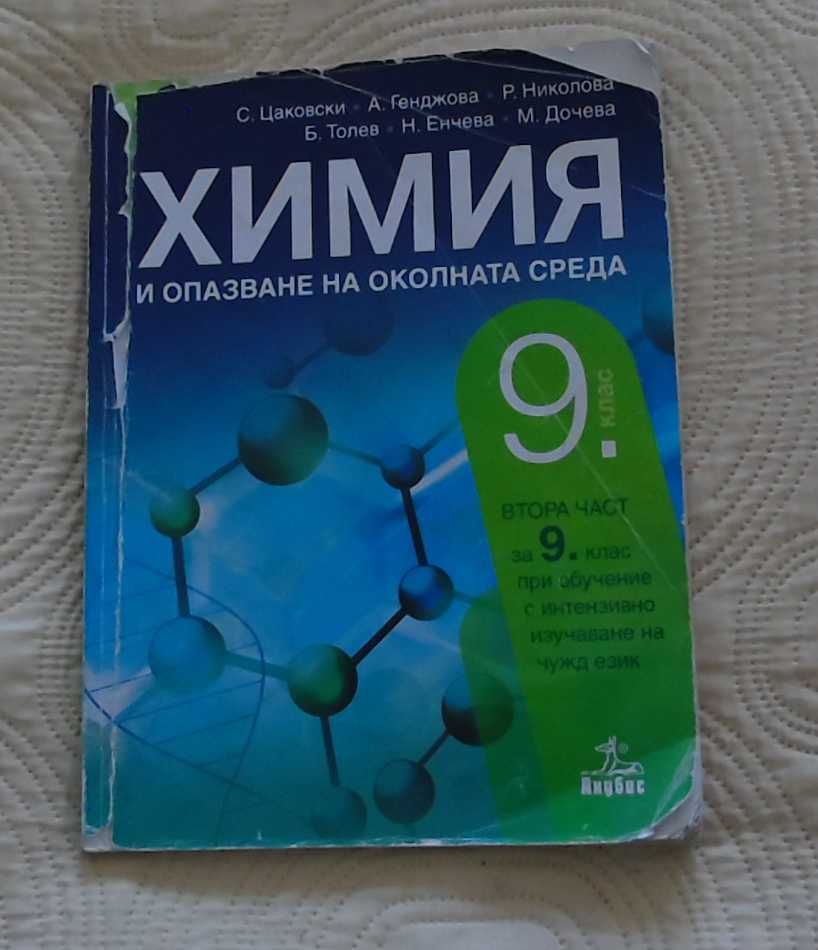 С. Цаковски • А. Генджова • Р. Николова
Б. Толев • Н. Енчева • М. Дочева
ХИМИЯ
И ОПАЗВАНЕ НА ОКОЛНАТА СРЕДА
9. клас
ВТОРА ЧАСТ
за 9. клас
при обучение
с интензивно
изучаване на
чужд език
®
Анубис